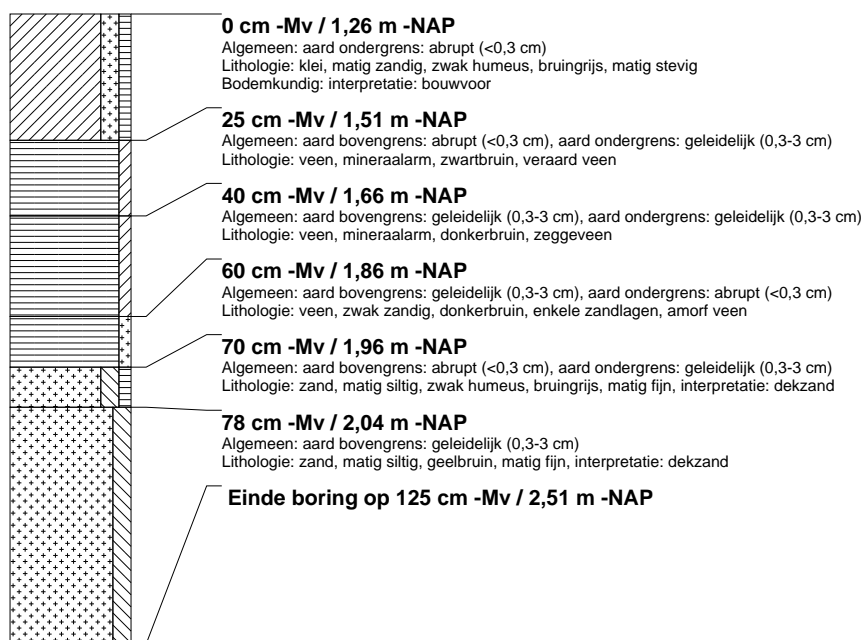 0 cm -Mv / 1,26 m -NAP
Algemeen: aard ondergrens: abrupt (<0,3 cm)
Lithologie: klei, matig zandig, zwak humeus, bruingrijs, matig stevig
Bodemkundig: interpretatie: bouwvoor
25 cm -Mv / 1,51 m -NAP
Algemeen: aard bovengrens: abrupt (<0,3 cm), aard ondergrens: geleidelijk (0,3-3 cm)
Lithologie: veen, mineraalarm, zwartbruin, veraard veen
40 cm -Mv / 1,66 m -NAP
Algemeen: aard bovengrens: geleidelijk (0,3-3 cm), aard ondergrens: geleidelijk (0,3-3 cm)
Lithologie: veen, mineraalarm, donkerbruin, zeggeveen
60 cm -Mv / 1,86 m -NAP
Algemeen: aard bovengrens: geleidelijk (0,3-3 cm), aard ondergrens: abrupt (<0,3 cm)
Lithologie: veen, zwak zandig, donkerbruin, enkele zandlagen, amorf veen
70 cm -Mv / 1,96 m -NAP
Algemeen: aard bovengrens: abrupt (<0,3 cm), aard ondergrens: geleidelijk (0,3-3 cm)
Lithologie: zand, matig siltig, zwak humeus, bruingrijs, matig fijn, interpretatie: dekzand
78 cm -Mv / 2,04 m -NAP
Algemeen: aard bovengrens: geleidelijk (0,3-3 cm)
Lithologie: zand, matig siltig, geelbruin, matig fijn, interpretatie: dekzand
Einde boring op 125 cm -Mv / 2,51 m -NAP